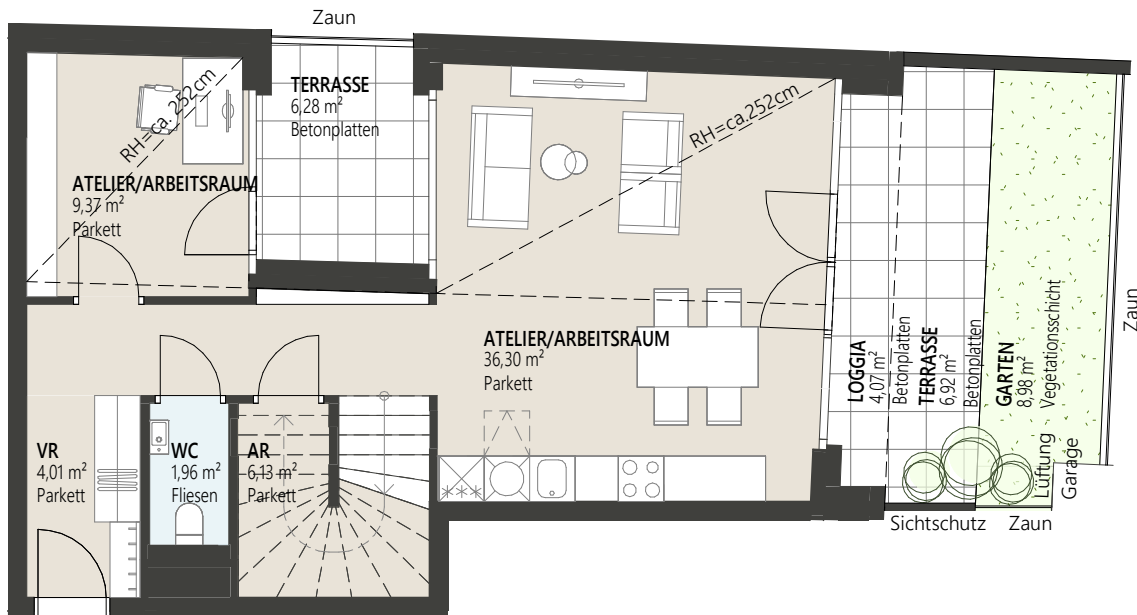 Zaun
TERRASSE
6,28 m²
Betonplatten
RH=ca. 252cm
RH=ca.252cm
ATELIER/ARBEITSRAUM
9,37 m²
Parkett
ATELIER/ARBEITSRAUM
36,30 m²
Parkett
Zaun
LOGGIA
4,07 m²
Betonplatten
TERRASSE
6,92 m²
Betonplatten
GARTEN
8,98 m²
Vegetationsschicht
VR
4,01 m²
Parkett
WC
1,96 m²
Fliesen
AR
6,13 m²
Parkett
Lüftung
Garage
Sichtschutz
Zaun